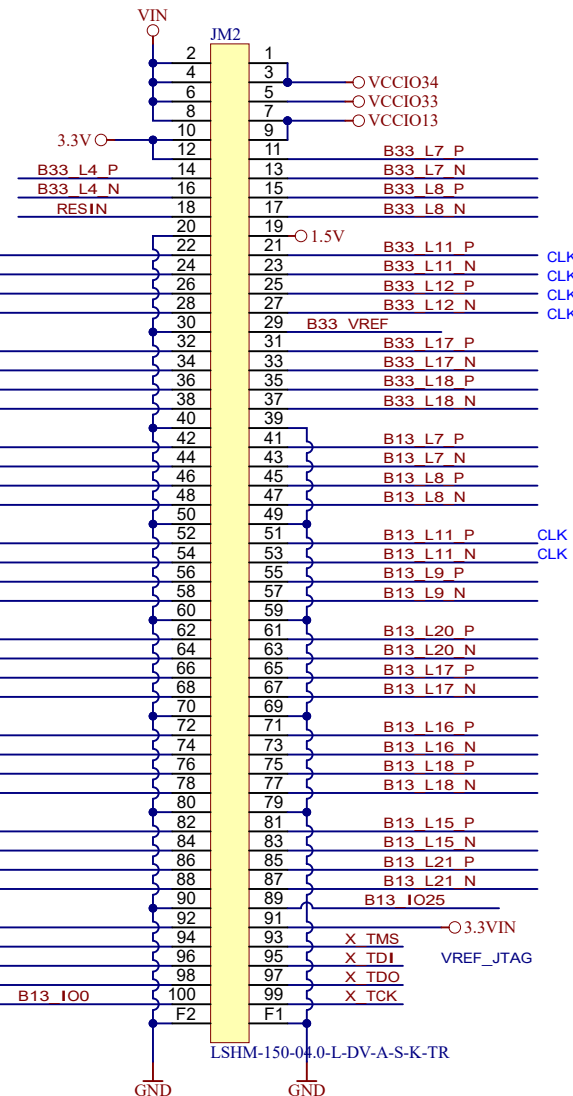 VIN
JM2
2 1
4 3 VCCIO34
6 5 VCCIO33
8 7 VCCIO13
3.3V 10 9
12 11 B33_L7_P
B33_L4_P 14 13 B33_L7_N
B33_L4_N 16 15 B33_L8_P
RESIN 18 17 B33_L8_N
20 19 1.5V
22 21 B33_L11_P CLK
24 23 B33_L11_N CLK
26 25 B33_L12_P CLK
28 27 B33_L12_N CLK
30 29 B33_VREF
32 31 B33_L17_P
34 33 B33_L17_N
36 35 B33_L18_P
38 37 B33_L18_N
40 39
42 41 B13_L7_P
44 43 B13_L7_N
46 45 B13_L8_P
48 47 B13_L8_N
50 49
52 51 B13_L11_P CLK
54 53 B13_L11_N CLK
56 55 B13_L9_P
58 57 B13_L9_N
60 59
62 61 B13_L20_P
64 63 B13_L20_N
66 65 B13_L17_P
68 67 B13_L17_N
70 69
72 71 B13_L16_P
74 73 B13_L16_N
76 75 B13_L18_P
78 77 B13_L18_N
80 79
82 81 B13_L15_P
84 83 B13_L15_N
86 85 B13_L21_P
88 87 B13_L21_N
90 89 B13_IO25
92 91 3.3VIN
94 93 X_TMS
96 95 X_TDI VREF_JTAG
98 97 X_TDO
B13_IO0 100 99 X_TCK
F2 F1
LSHM-150-04.0-L-DV-A-S-K-TR
GND GND